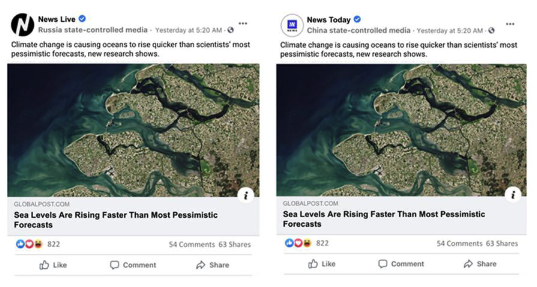 News Live
Russia state-controlled media · Yesterday at 5:20 AM ·
Climate change is causing oceans to rise quicker than scientists' most
pessimistic forecasts, new research shows.
GLOBALPOST.COM
Sea Levels Are Rising Faster Than Most Pessimistic
Forecasts
822
54 Comments 63 Shares
Like
Comment
Share
NEWS
News Today
China state-controlled media · Yesterday at 5:20 AM ·
Climate change is causing oceans to rise quicker than scientists' most
pessimistic forecasts, new research shows.
GLOBALPOST.COM
Sea Levels Are Rising Faster Than Most Pessimistic
Forecasts
822
54 Comments 63 Shares
Like
Comment
Share